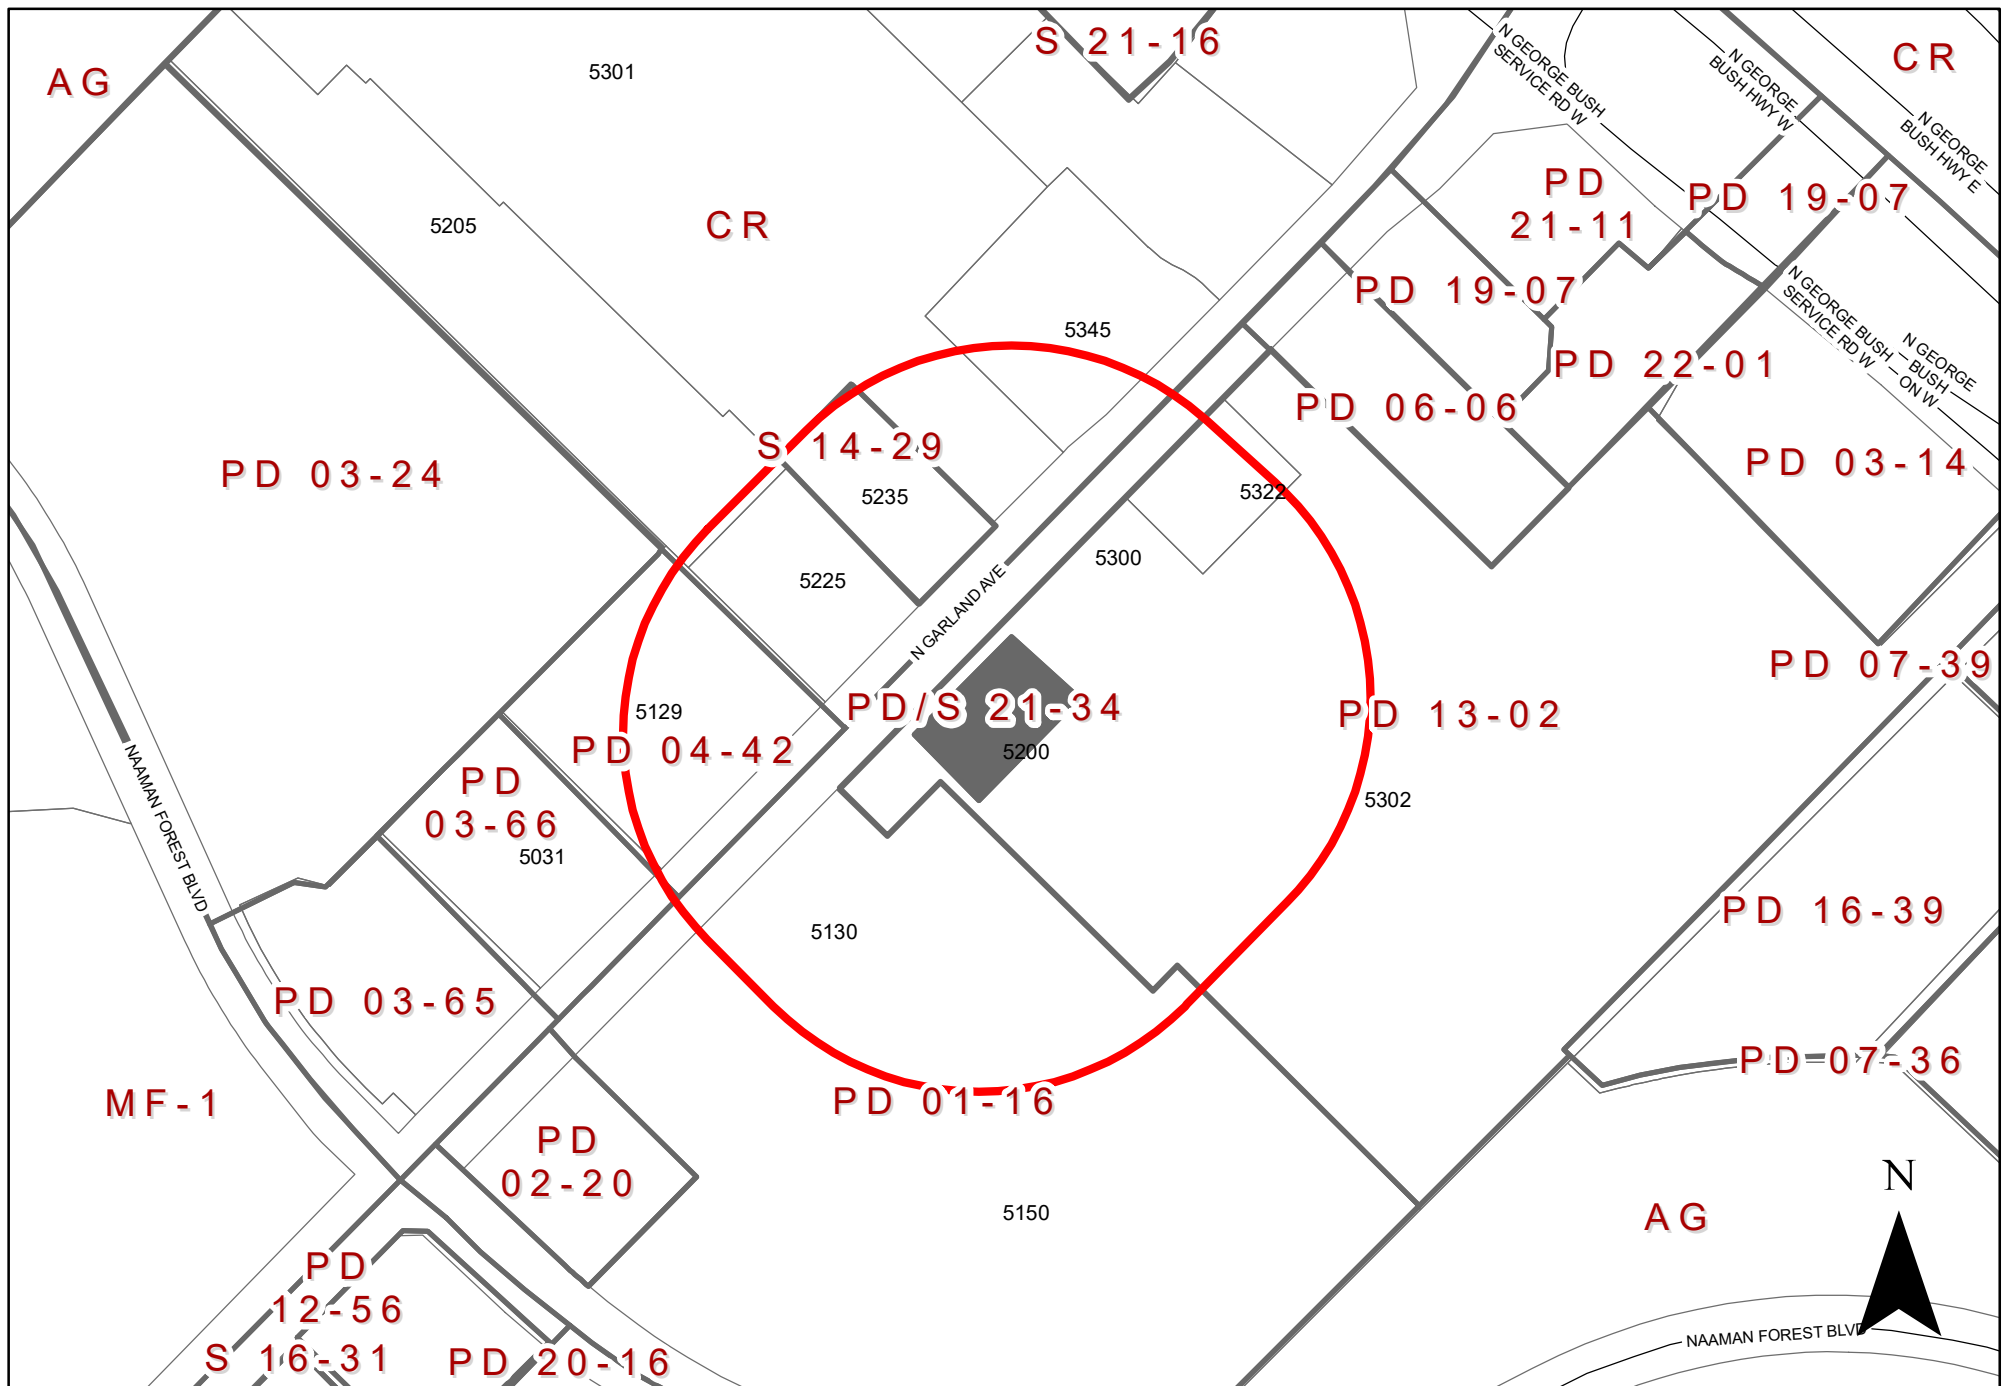 S 21-16
N GEORGE BUSH
SERVICE RD W
N GEORGE
BUSH HWY W
CR
AG
5301
N GEORGE
BUSH HWY E
PD
21-11
PD 19-07
5205
CR
PD 19-07
N GEORGE BUSH
SERVICE RD W
N GEORGE
BUSH
ON W
5345
PD 22-01
PD 06-06
S 14-29
PD 03-24
PD 03-14
5235
5322
5300
5225
N GARLAND AVE
PD 07-39
5129
PD/S 21-34
PD 13-02
PD 04-42
5200
PD
03-66
5302
5031
NAAMAN FOREST BLVD
5130
PD 16-39
PD 03-65
PD 07-36
MF-1
PD 01-16
PD
02-20
5150
AG
N
PD
12-56
S 16-31
PD 20-16
NAAMAN FOREST BLVD